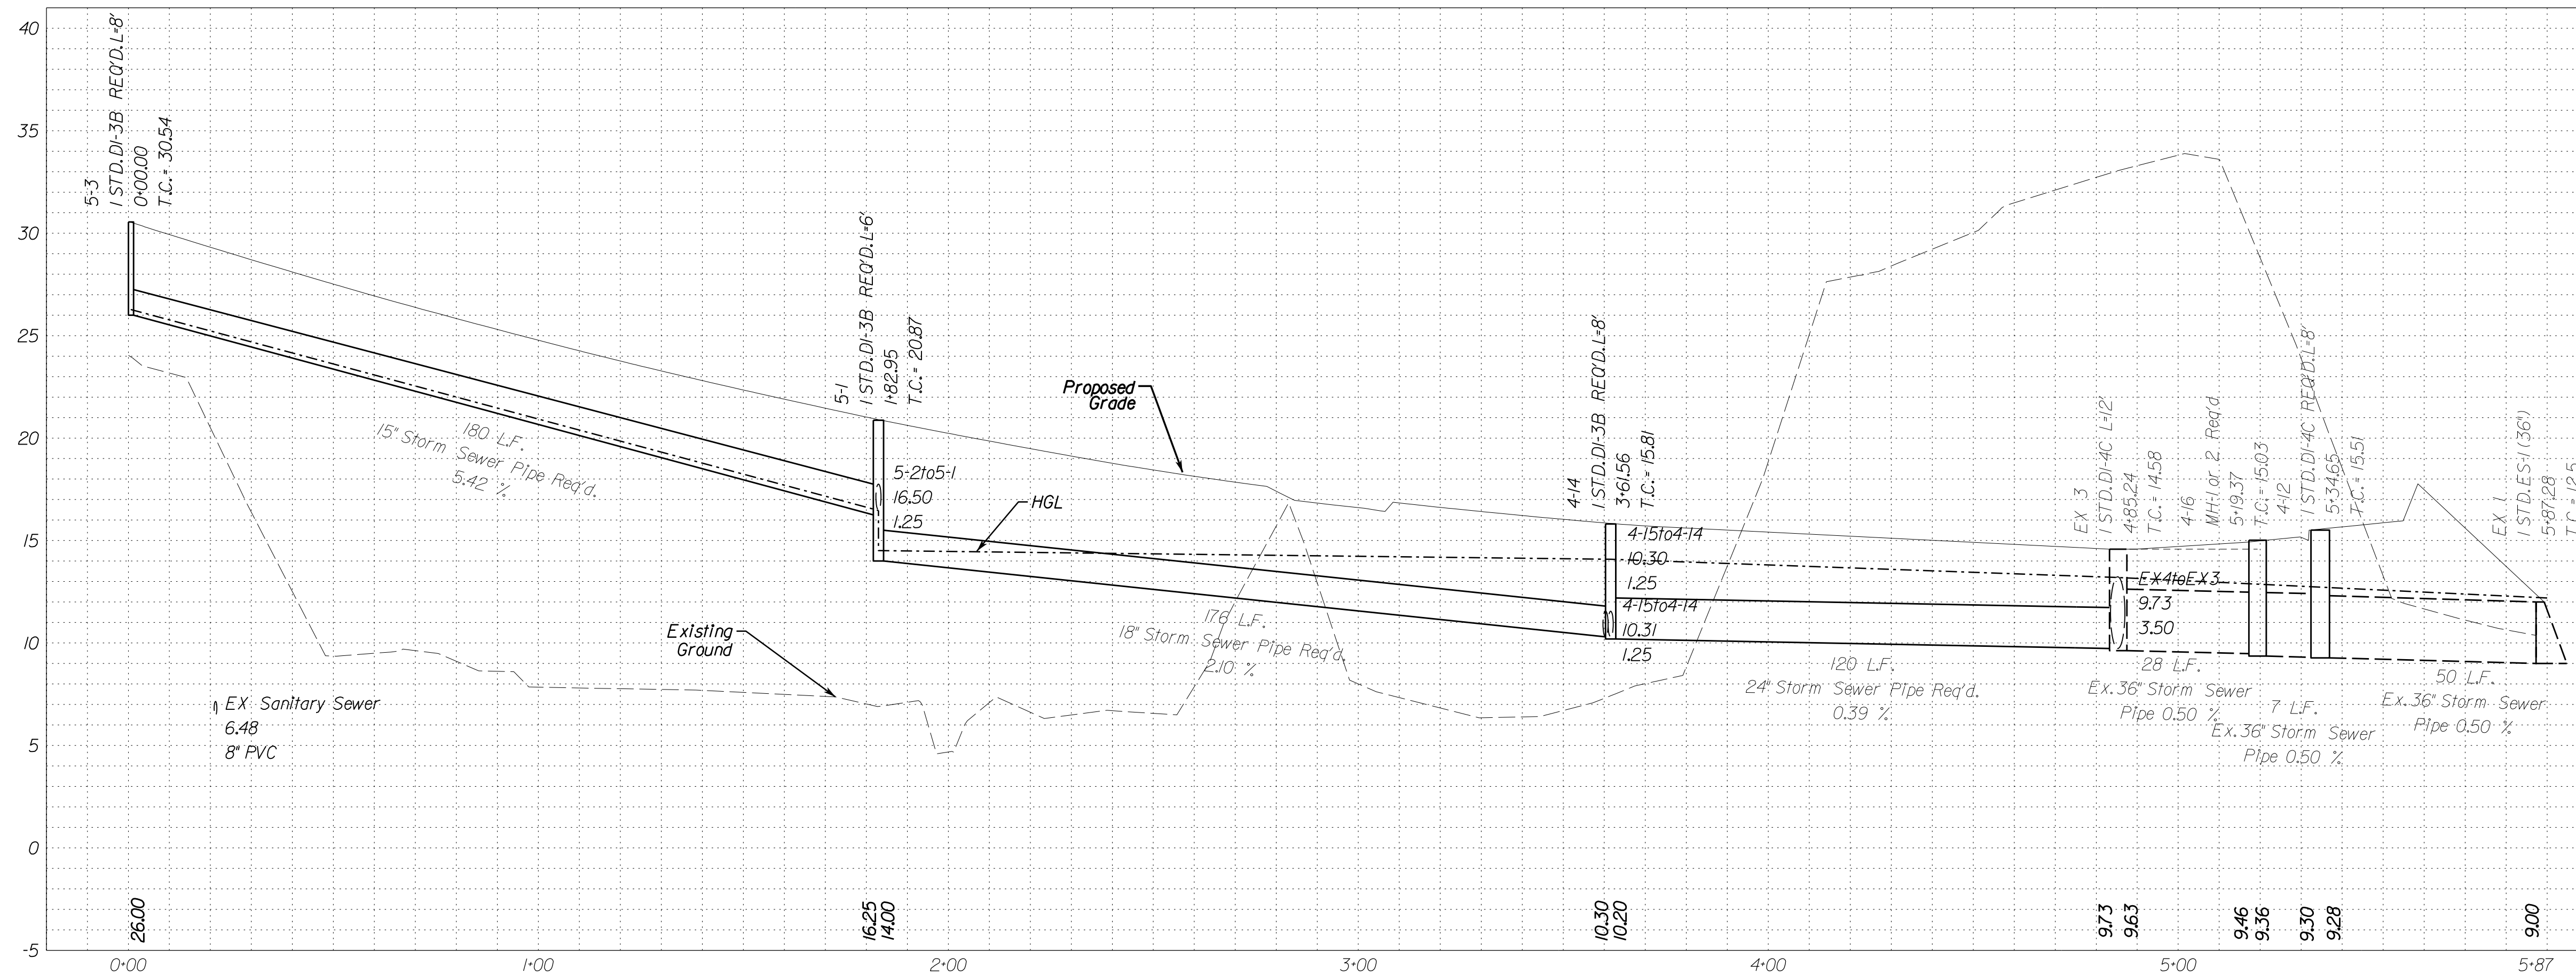 40
35
30
25
20
15
10
5
0
-5
5-3
1 STD. DI-3B REQ'D. L=8'
0+00.00
T.C. = 30.54
180 L.F.
15" Storm Sewer Pipe Req'd.
5.42 %
EX Sanitary Sewer
6.48
8" PVC
Existing
Ground
5-1
1 STD. DI-3B REQ'D. L=6'
1+82.95
T.C. = 20.87
5-2to5-1
16.50
1.25
HGL
Proposed
Grade
176 L.F.
18" Storm Sewer Pipe Req'd.
2.10 %
4-14
1 STD. DI-3B REQ'D. L=8'
3+61.56
T.C. = 15.81
4-15to4-14
10.30
1.25
4-15to4-14
10.31
1.25
120 L.F.
24" Storm Sewer Pipe Req'd.
0.39 %
EX 3
1 STD. DI-4C L=12'
4+85.24
T.C. = 14.58
EX4toEX3
9.73
3.50
28 L.F.
Ex. 36" Storm Sewer
Pipe 0.50 %
4-16
MH-1 or 2 Req'd
5+19.37
T.C. = 15.03
7 L.F.
Ex. 36" Storm Sewer
Pipe 0.50 %
4-12
1 STD. DI-4C REQ'D. L=8'
5+34.65
T.C. = 15.51
50 L.F.
Ex. 36" Storm Sewer
Pipe 0.50 %
EX 1
1 STD. ES-1 (36")
5+87.28
T.C. = 12.5
26.00
16.25
14.00
10.30
10.20
9.73
9.63
9.46
9.36
9.30
9.28
9.00
0+00
1+00
2+00
3+00
4+00
5+00
5+87